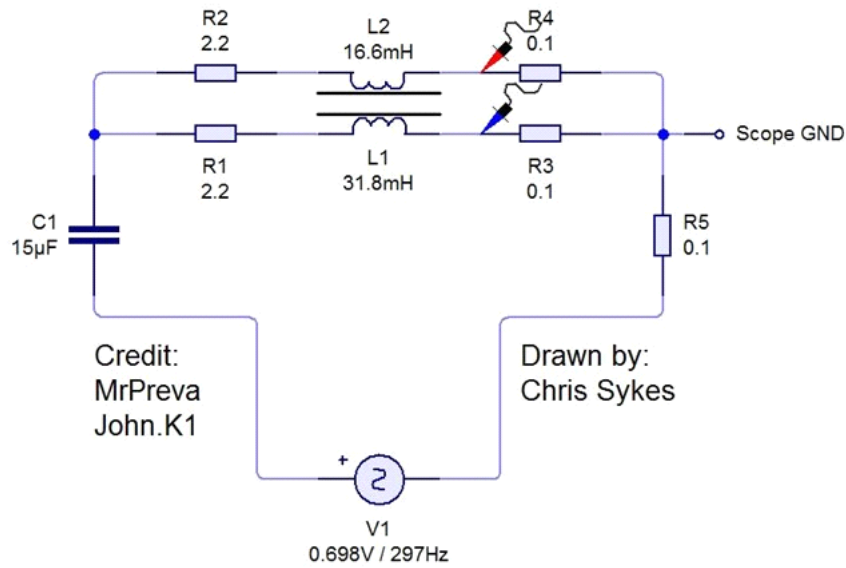 R2
2.2
L2
16.6mH
R4
0.1
Scope GND
R1
2.2
L1
31.8mH
R3
0.1
C1
15µF
R5
0.1
Credit:
MrPreva
John.K1
Drawn by:
Chris Sykes
+
V1
0.698V / 297Hz